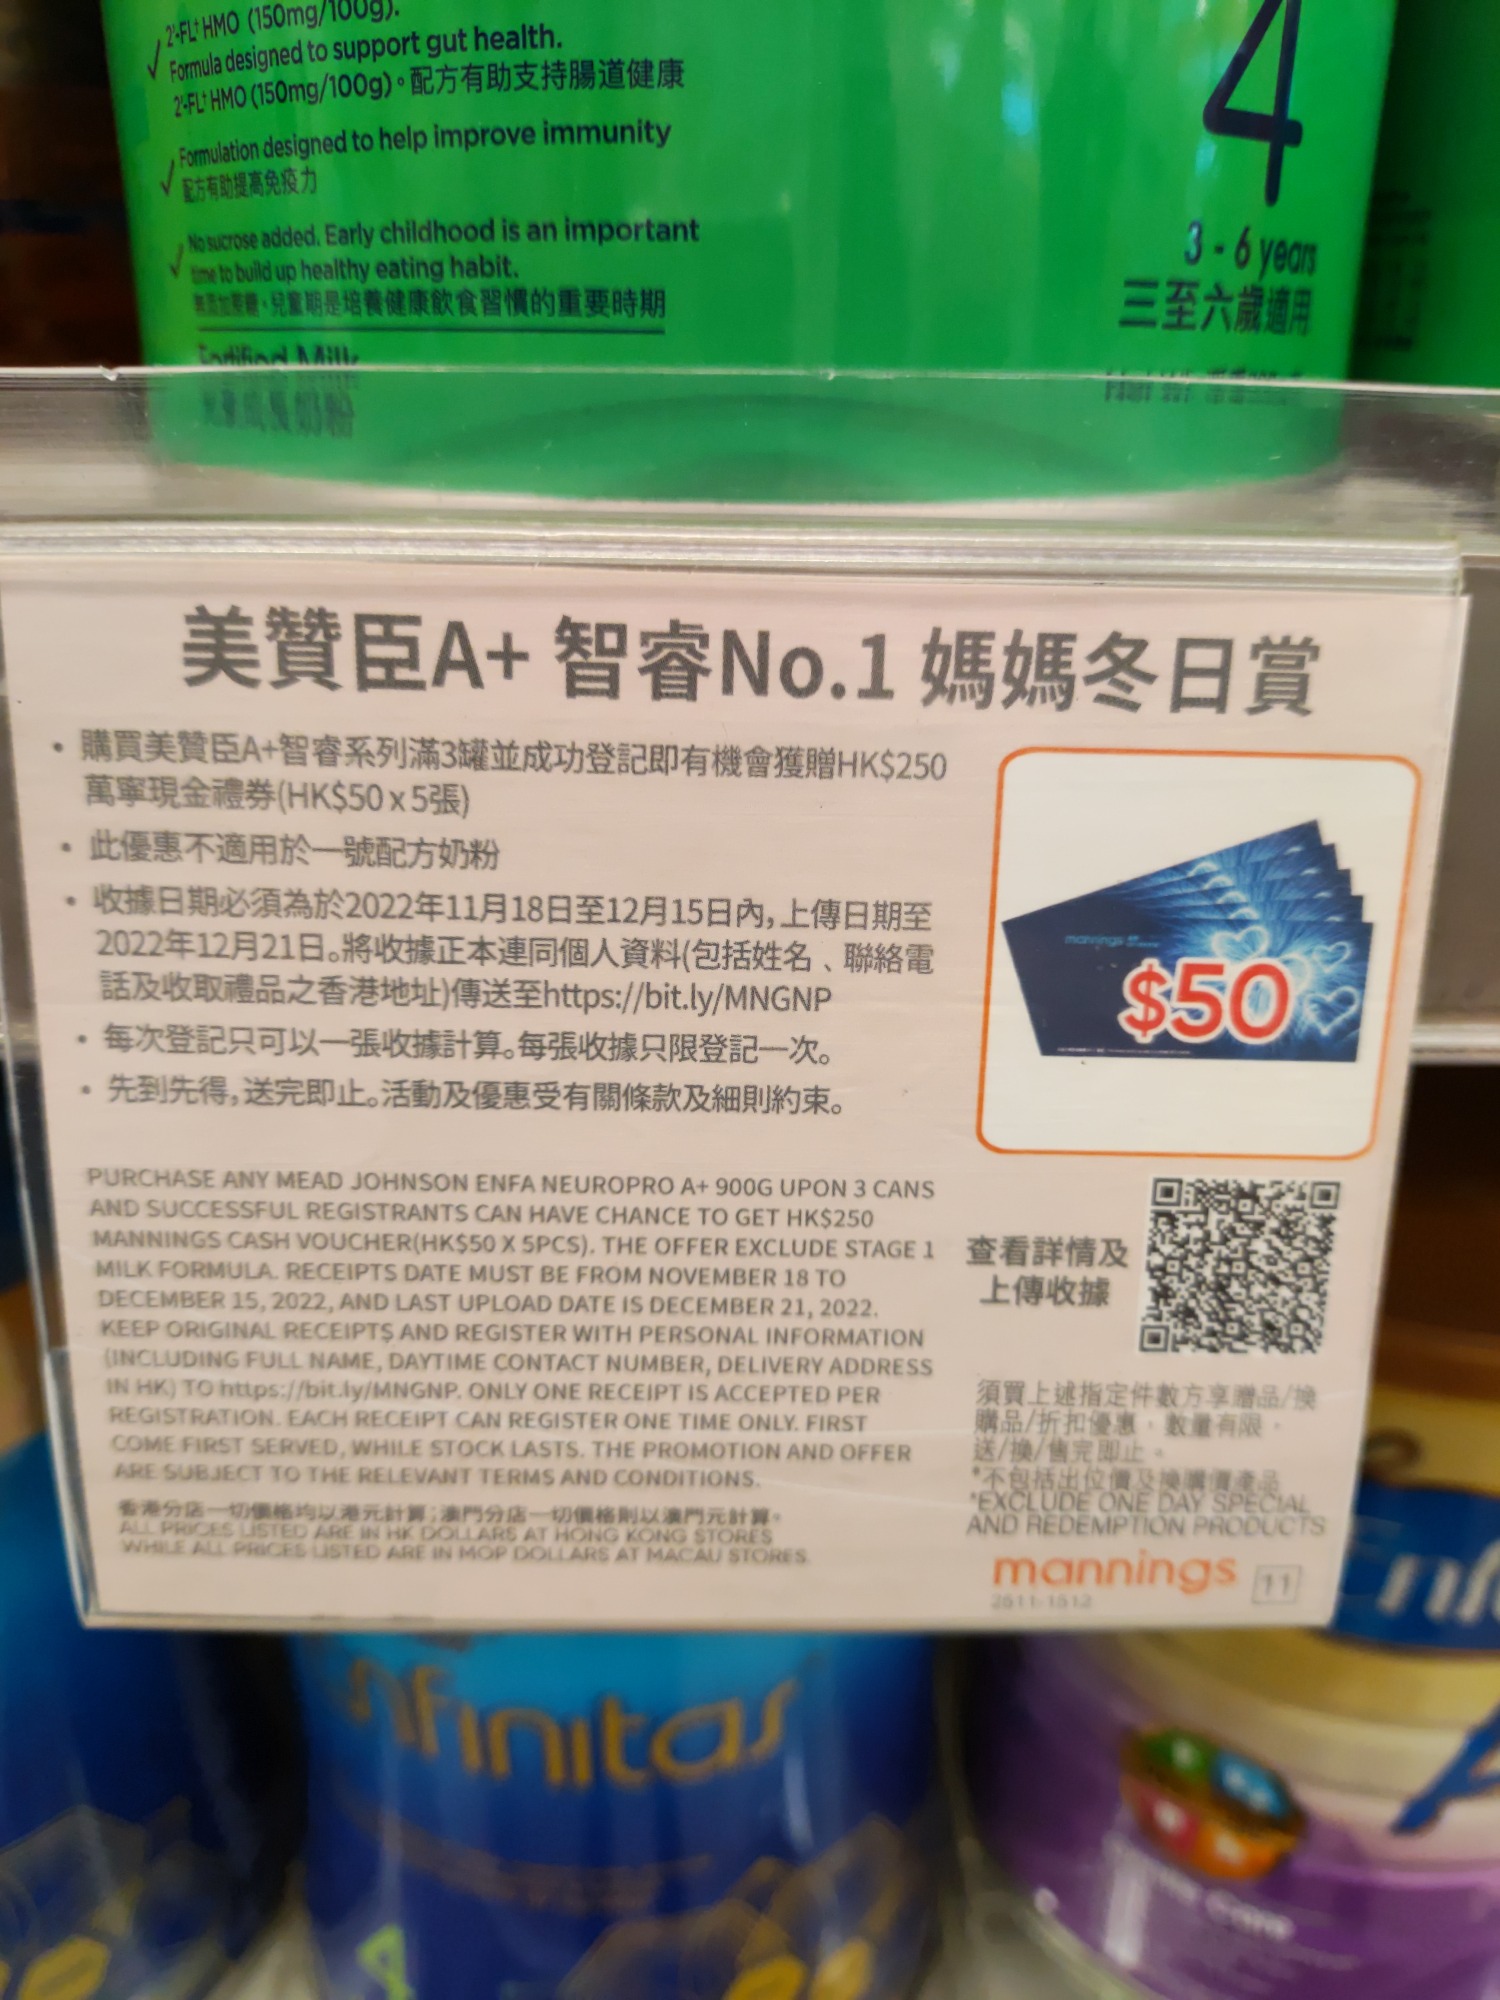 2'-FL† HMO (150mg/100g).
Formula designed to support gut health.
2'-FL† HMO (150mg/100g)。配方有助支持腸道健康
Formulation designed to help improve immunity
配方有助提高免疫力
No sucrose added. Early childhood is an important
time to build up healthy eating habit.
無添加蔗糖,兒童期是培養健康飲食習慣的重要時期
Fortified Milk
兒童成長奶粉
4
3 - 6 years
三至六歲適用
美贊臣A+ 智睿No.1 媽媽冬日賞
• 購買美贊臣A+智睿系列滿3罐並成功登記即有機會獲贈HK$250
萬寧現金禮券(HK$50 x 5張)
• 此優惠不適用於一號配方奶粉
• 收據日期必須為於2022年11月18日至12月15日內,上傳日期至
2022年12月21日。將收據正本連同個人資料(包括姓名、聯絡電
話及收取禮品之香港地址)傳送至https://bit.ly/MNGNP
• 每次登記只可以一張收據計算。每張收據只限登記一次。
• 先到先得,送完即止。活動及優惠受有關條款及細則約束。
mannings
$50
PURCHASE ANY MEAD JOHNSON ENFA NEUROPRO A+ 900G UPON 3 CANS
AND SUCCESSFUL REGISTRANTS CAN HAVE CHANCE TO GET HK$250
MANNINGS CASH VOUCHER(HK$50 X 5PCS). THE OFFER EXCLUDE STAGE 1
MILK FORMULA. RECEIPTS DATE MUST BE FROM NOVEMBER 18 TO
DECEMBER 15, 2022, AND LAST UPLOAD DATE IS DECEMBER 21, 2022.
KEEP ORIGINAL RECEIPTS AND REGISTER WITH PERSONAL INFORMATION
(INCLUDING FULL NAME, DAYTIME CONTACT NUMBER, DELIVERY ADDRESS
IN HK) TO https://bit.ly/MNGNP. ONLY ONE RECEIPT IS ACCEPTED PER
REGISTRATION. EACH RECEIPT CAN REGISTER ONE TIME ONLY. FIRST
COME FIRST SERVED, WHILE STOCK LASTS. THE PROMOTION AND OFFER
ARE SUBJECT TO THE RELEVANT TERMS AND CONDITIONS.
香港分店一切價格均以港元計算;澳門分店一切價格則以澳門元計算。
ALL PRICES LISTED ARE IN HK DOLLARS AT HONG KONG STORES
WHILE ALL PRICES LISTED ARE IN MOP DOLLARS AT MACAU STORES.
查看詳情及
上傳收據
須買上述指定件數方享贈品/換
購品/折扣優惠,數量有限,
送/換/售完即止。
*不包括出位價及換購價產品
*EXCLUDE ONE DAY SPECIAL
AND REDEMPTION PRODUCTS
mannings 11
2611-1512
nfinitas